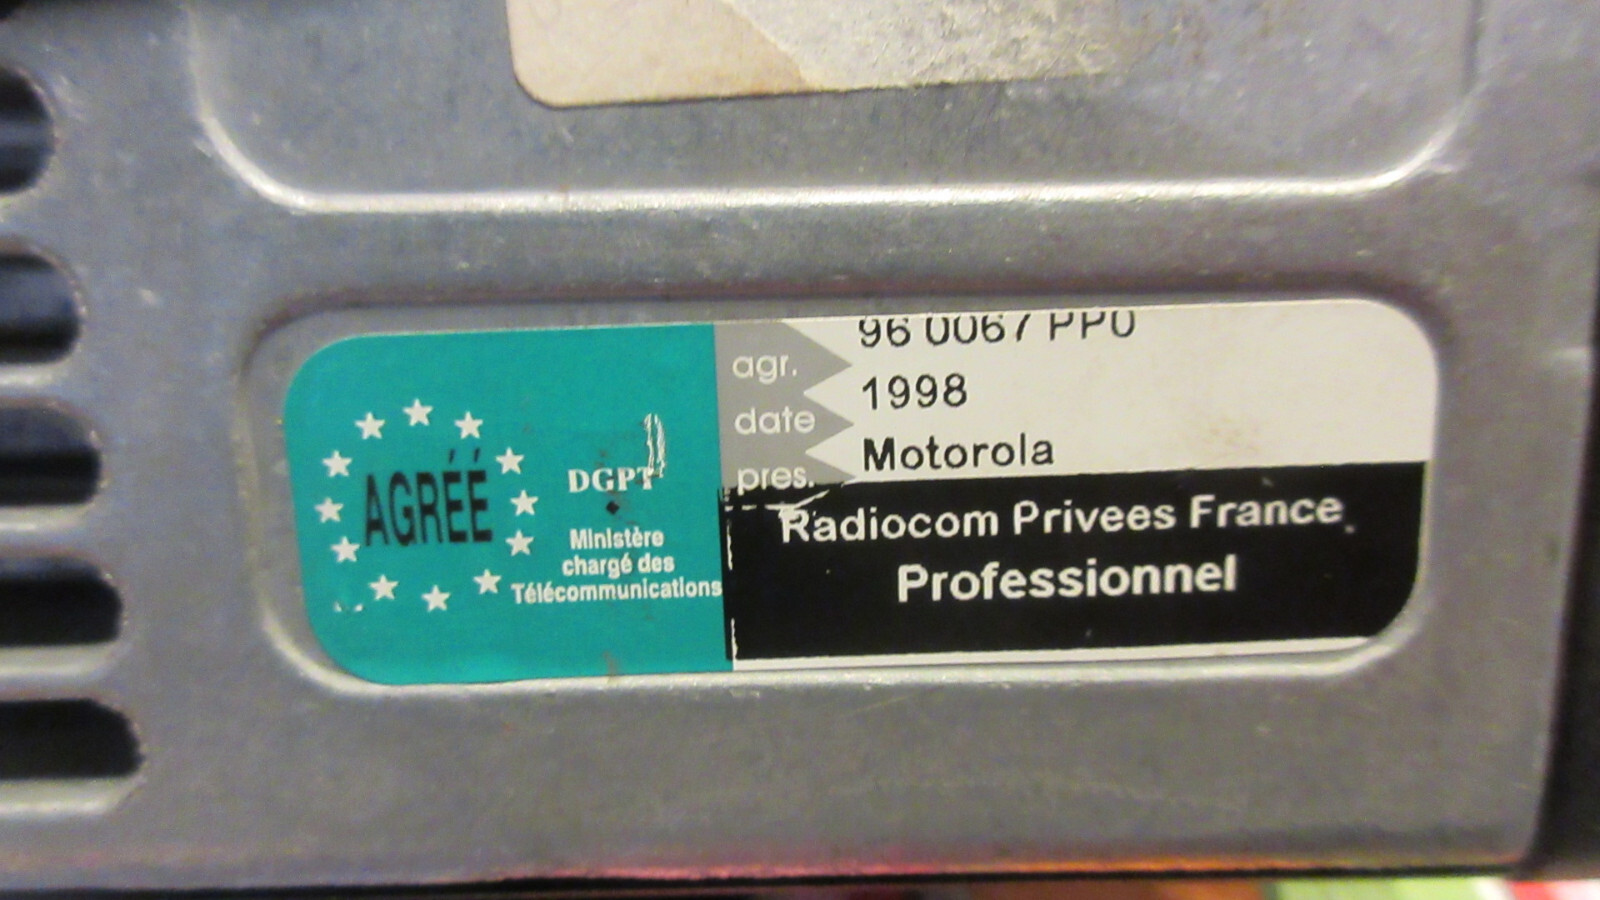 AGRÉÉ
DGPT
Ministère
chargé des
Télécommunications
agr. 96 0067 PP0
date 1998
pres. Motorola
Radiocom Privees France
Professionnel